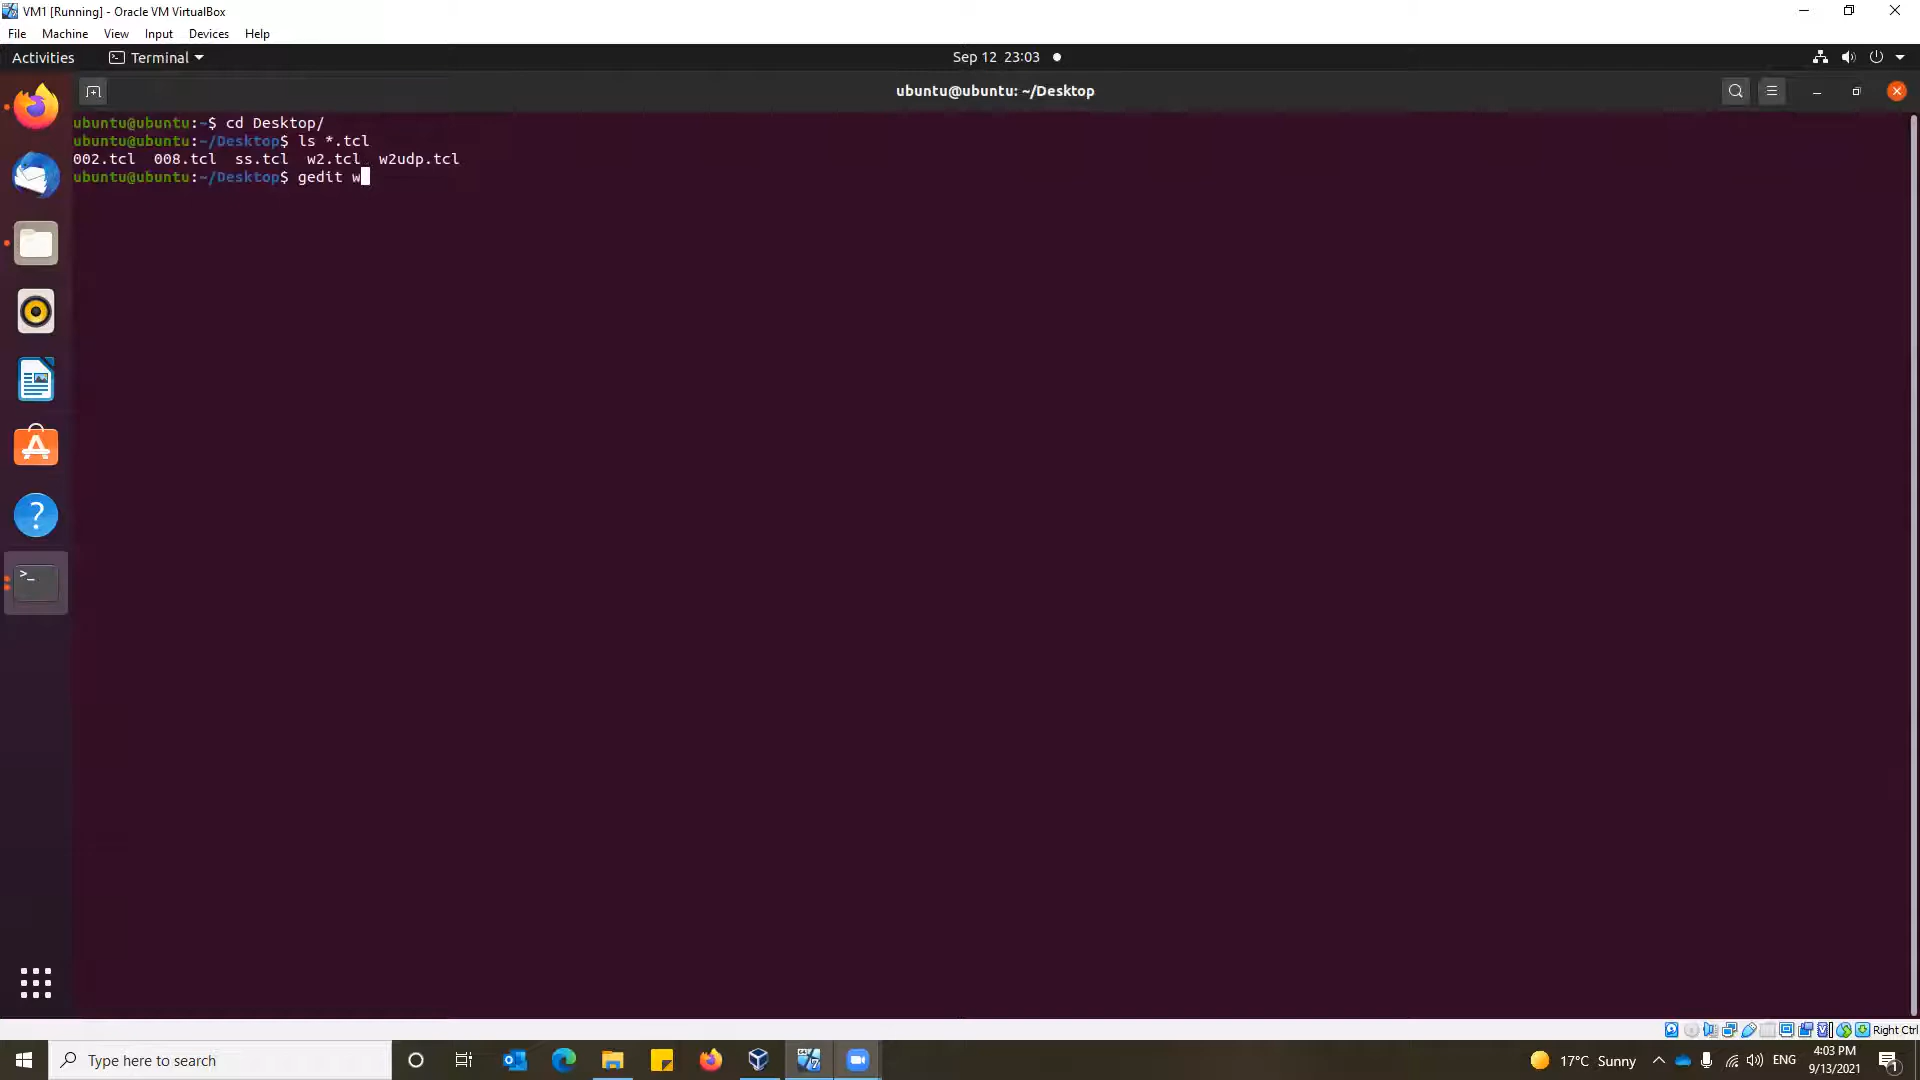 VM1 [Running] - Oracle VM VirtualBox
File Machine View Input Devices Help
Activities Terminal Sep 12 23:03
ubuntu@ubuntu: ~/Desktop
ubuntu@ubuntu:~$ cd Desktop/
ubuntu@ubuntu:~/Desktop$ ls *.tcl
002.tcl 008.tcl ss.tcl w2.tcl w2udp.tcl
ubuntu@ubuntu:~/Desktop$ gedit w
Right Ctrl
Type here to search
17°C Sunny
ENG
4:03 PM
9/13/2021
1